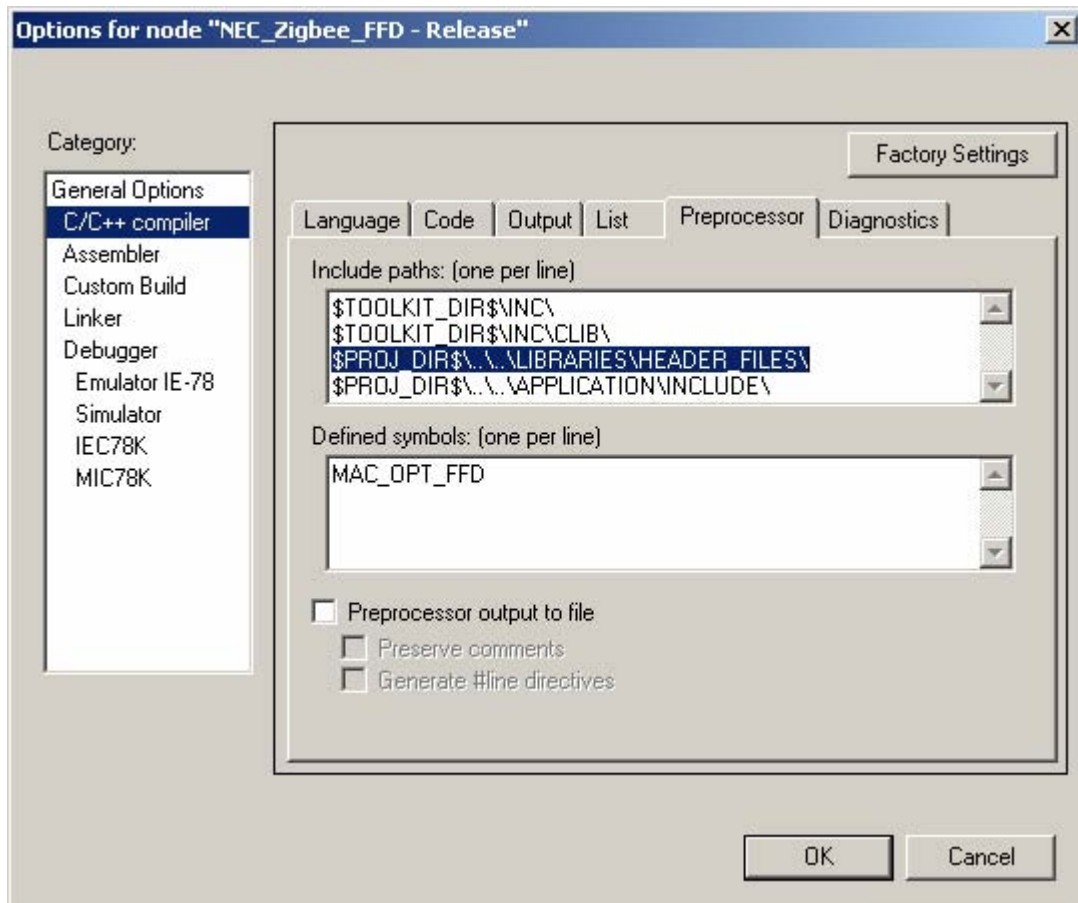 Options for node "NEC_Zigbee_FFD - Release"
Category:
Factory Settings
General Options
C/C++ compiler
Assembler
Custom Build
Linker
Debugger
Emulator IE-78
Simulator
IEC78K
MIC78K
Language Code Output List Preprocessor Diagnostics
Include paths: (one per line)
$TOOLKIT_DIR$\INC\
$TOOLKIT_DIR$\INC\CLIB\
$PROJ_DIR$\..\..\LIBRARIES\HEADER_FILES\
$PROJ_DIR$\..\..\APPLICATION\INCLUDE\
Defined symbols: (one per line)
MAC_OPT_FFD
Preprocessor output to file
Preserve comments
Generate #line directives
OK Cancel